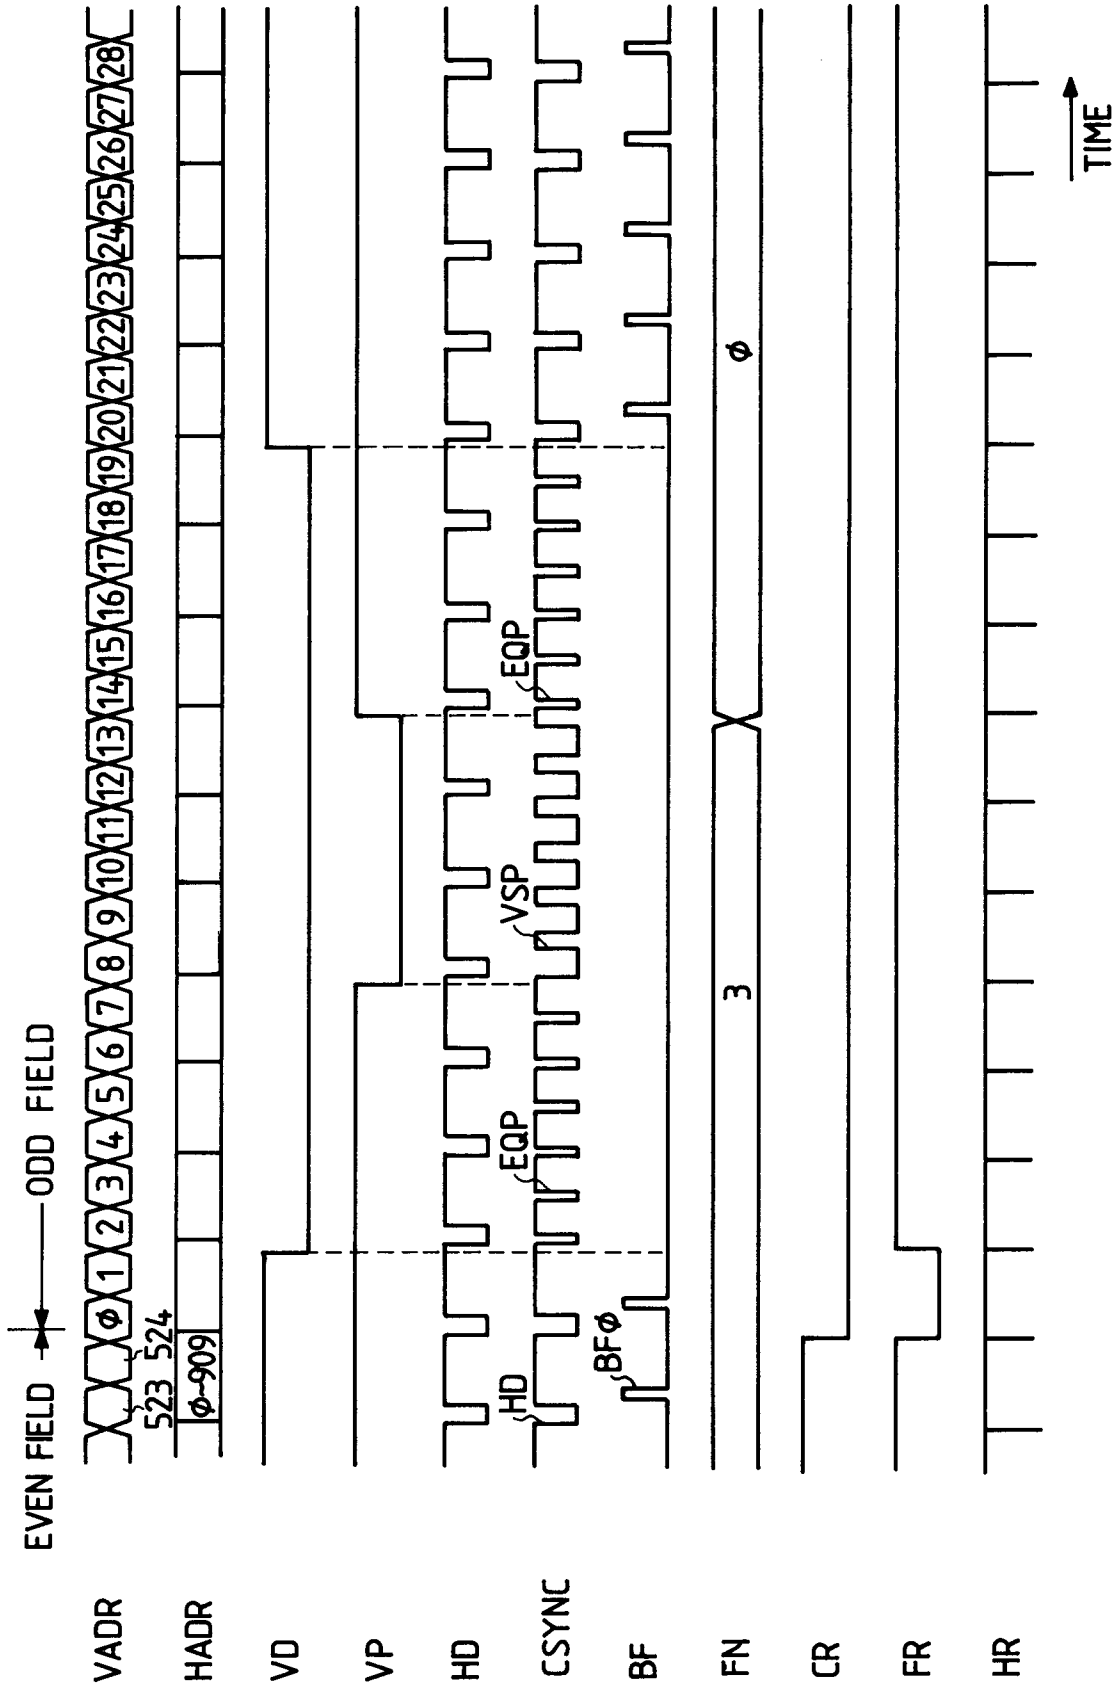 EVEN FIELD ODD FIELD
VADR 523 524 φ 1 2 3 4 5 6 7 8 9 10 11 12 13 14 15 16 17 18 19 20 21 22 23 24 25 26 27 28
HADR φ~909
VD
VP
HD
CSYNC HD EQP VSP EQP
BF BFφ
FN 3 φ
CR
FR
HR
TIME